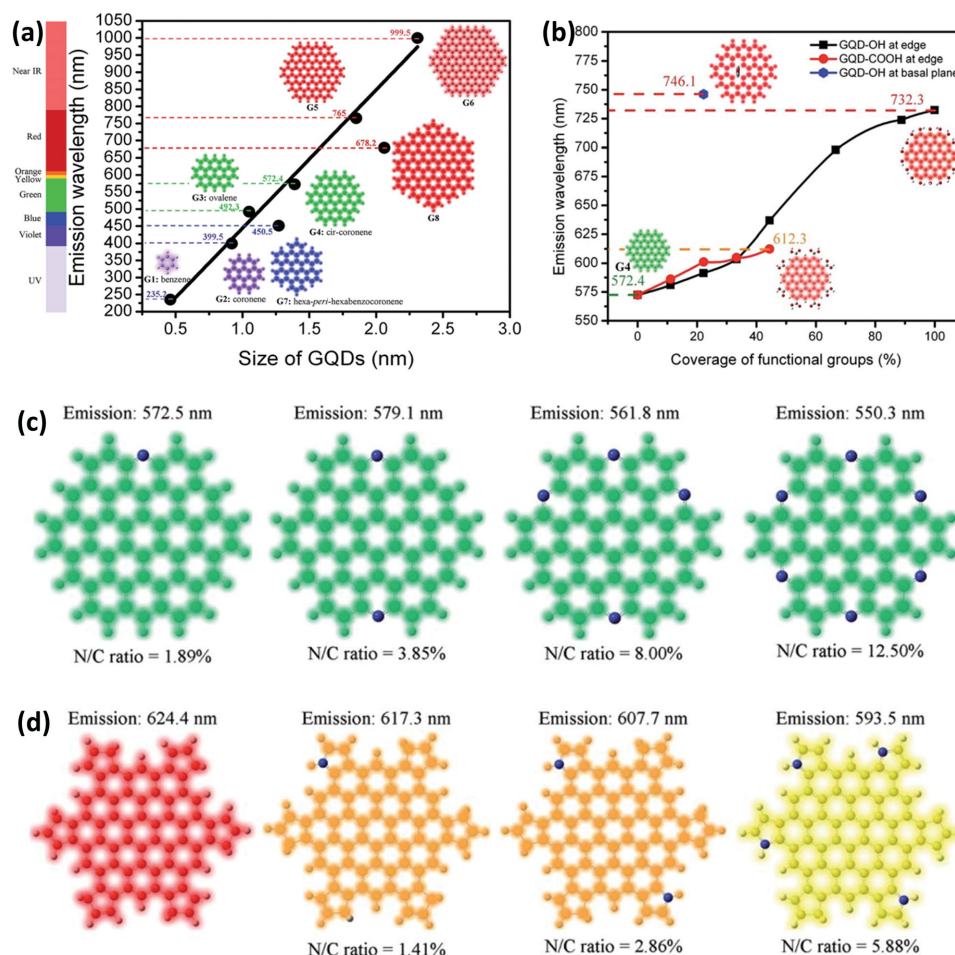 (a)
Emission wavelength (nm)
1050
1000
950
900
850
800
750
700
650
600
550
500
450
400
350
300
250
200
Near IR
Red
Orange
Yellow
Green
Blue
Violet
UV
999.5
765
678.2
572.4
492.3
450.5
399.5
235.2
G5
G6
G3: ovalene
G4: cir-coronene
G8
G1: benzene
G2: coronene
G7: hexa-peri-hexabenzocoronene
0.5 1.0 1.5 2.0 2.5 3.0
Size of GQDs (nm)
(b)
Emission wavelength (nm)
800
775
750
725
700
675
650
625
600
575
550
GQD-OH at edge
GQD-COOH at edge
GQD-OH at basal plane
746.1
732.3
612.3
G4
572.4
0 20 40 60 80 100
Coverage of functional groups (%)
(c)
Emission: 572.5 nm Emission: 579.1 nm Emission: 561.8 nm Emission: 550.3 nm
N/C ratio = 1.89% N/C ratio = 3.85% N/C ratio = 8.00% N/C ratio = 12.50%
(d)
Emission: 624.4 nm Emission: 617.3 nm Emission: 607.7 nm Emission: 593.5 nm
N/C ratio = 1.41% N/C ratio = 2.86% N/C ratio = 5.88%